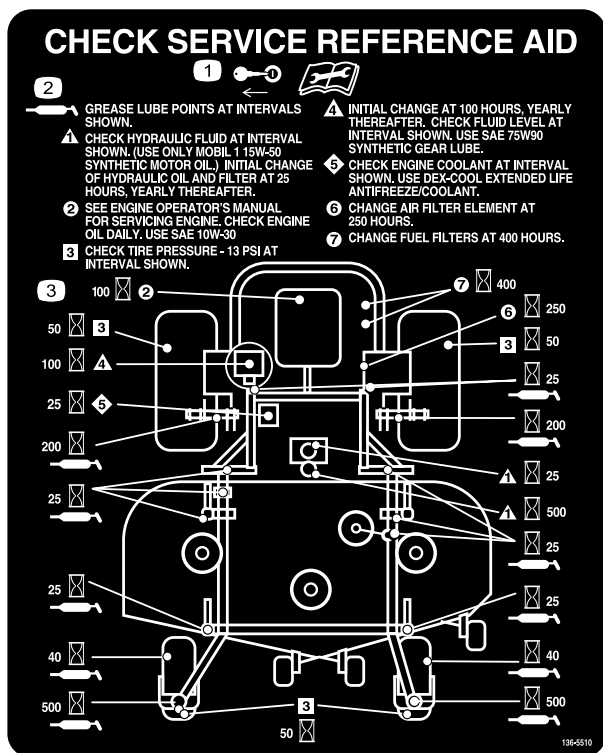 CHECK SERVICE REFERENCE AID
1
2
GREASE LUBE POINTS AT INTERVALS
SHOWN.
1 CHECK HYDRAULIC FLUID AT INTERVAL
SHOWN. (USE ONLY MOBIL 1 15W-50
SYNTHETIC MOTOR OIL.) INITIAL CHANGE
OF HYDRAULIC OIL AND FILTER AT 25
HOURS, YEARLY THEREAFTER.
2 SEE ENGINE OPERATOR'S MANUAL
FOR SERVICING ENGINE. CHECK ENGINE
OIL DAILY. USE SAE 10W-30
3 CHECK TIRE PRESSURE - 13 PSI AT
INTERVAL SHOWN.
4 INITIAL CHANGE AT 100 HOURS, YEARLY
THEREAFTER. CHECK FLUID LEVEL AT
INTERVAL SHOWN. USE SAE 75W90
SYNTHETIC GEAR LUBE.
5 CHECK ENGINE COOLANT AT INTERVAL
SHOWN. USE DEX-COOL EXTENDED LIFE
ANTIFREEZE/COOLANT.
6 CHANGE AIR FILTER ELEMENT AT
250 HOURS.
7 CHANGE FUEL FILTERS AT 400 HOURS.
3
100 2
7 400
6 250
50 3
3 50
100 4
25
25 5
200
200
1 25
25
1 500
25
25
25
40
40
500
500
3
50
136-5510